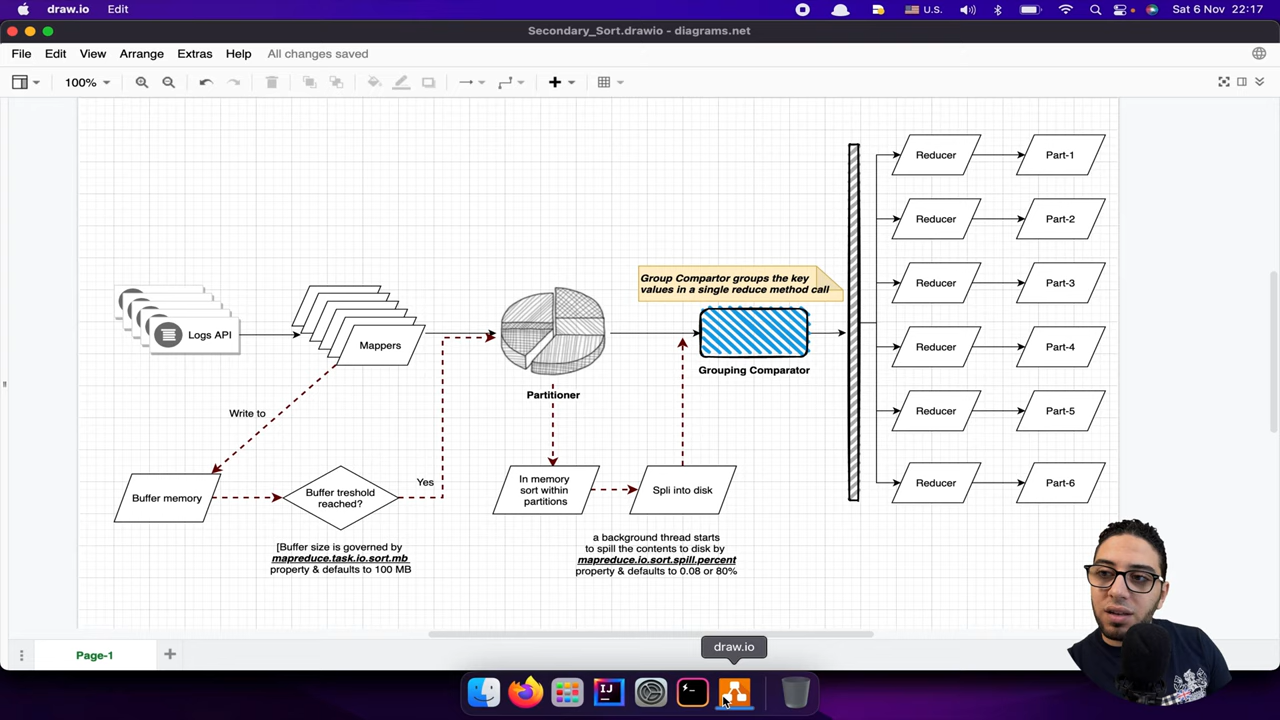 draw.io Edit U.S. Sat 6 Nov 22:17
Secondary_Sort.drawio - diagrams.net
File Edit View Arrange Extras Help All changes saved
100%
Reducer Part-1
Reducer Part-2
Group Compartor groups the key
values in a single reduce method call
Reducer Part-3
Logs API
Mappers
Reducer Part-4
Grouping Comparator
Partitioner
Write to
Reducer Part-5
Yes
Buffer memory
Buffer treshold
reached?
In memory
sort within
partitions
Spli into disk
Reducer Part-6
[Buffer size is governed by
mapreduce.task.io.sort.mb
property & defaults to 100 MB
a background thread starts
to spill the contents to disk by
mapreduce.io.sort.spill.percent
property & defaults to 0.08 or 80%
draw.io
Page-1
IJ